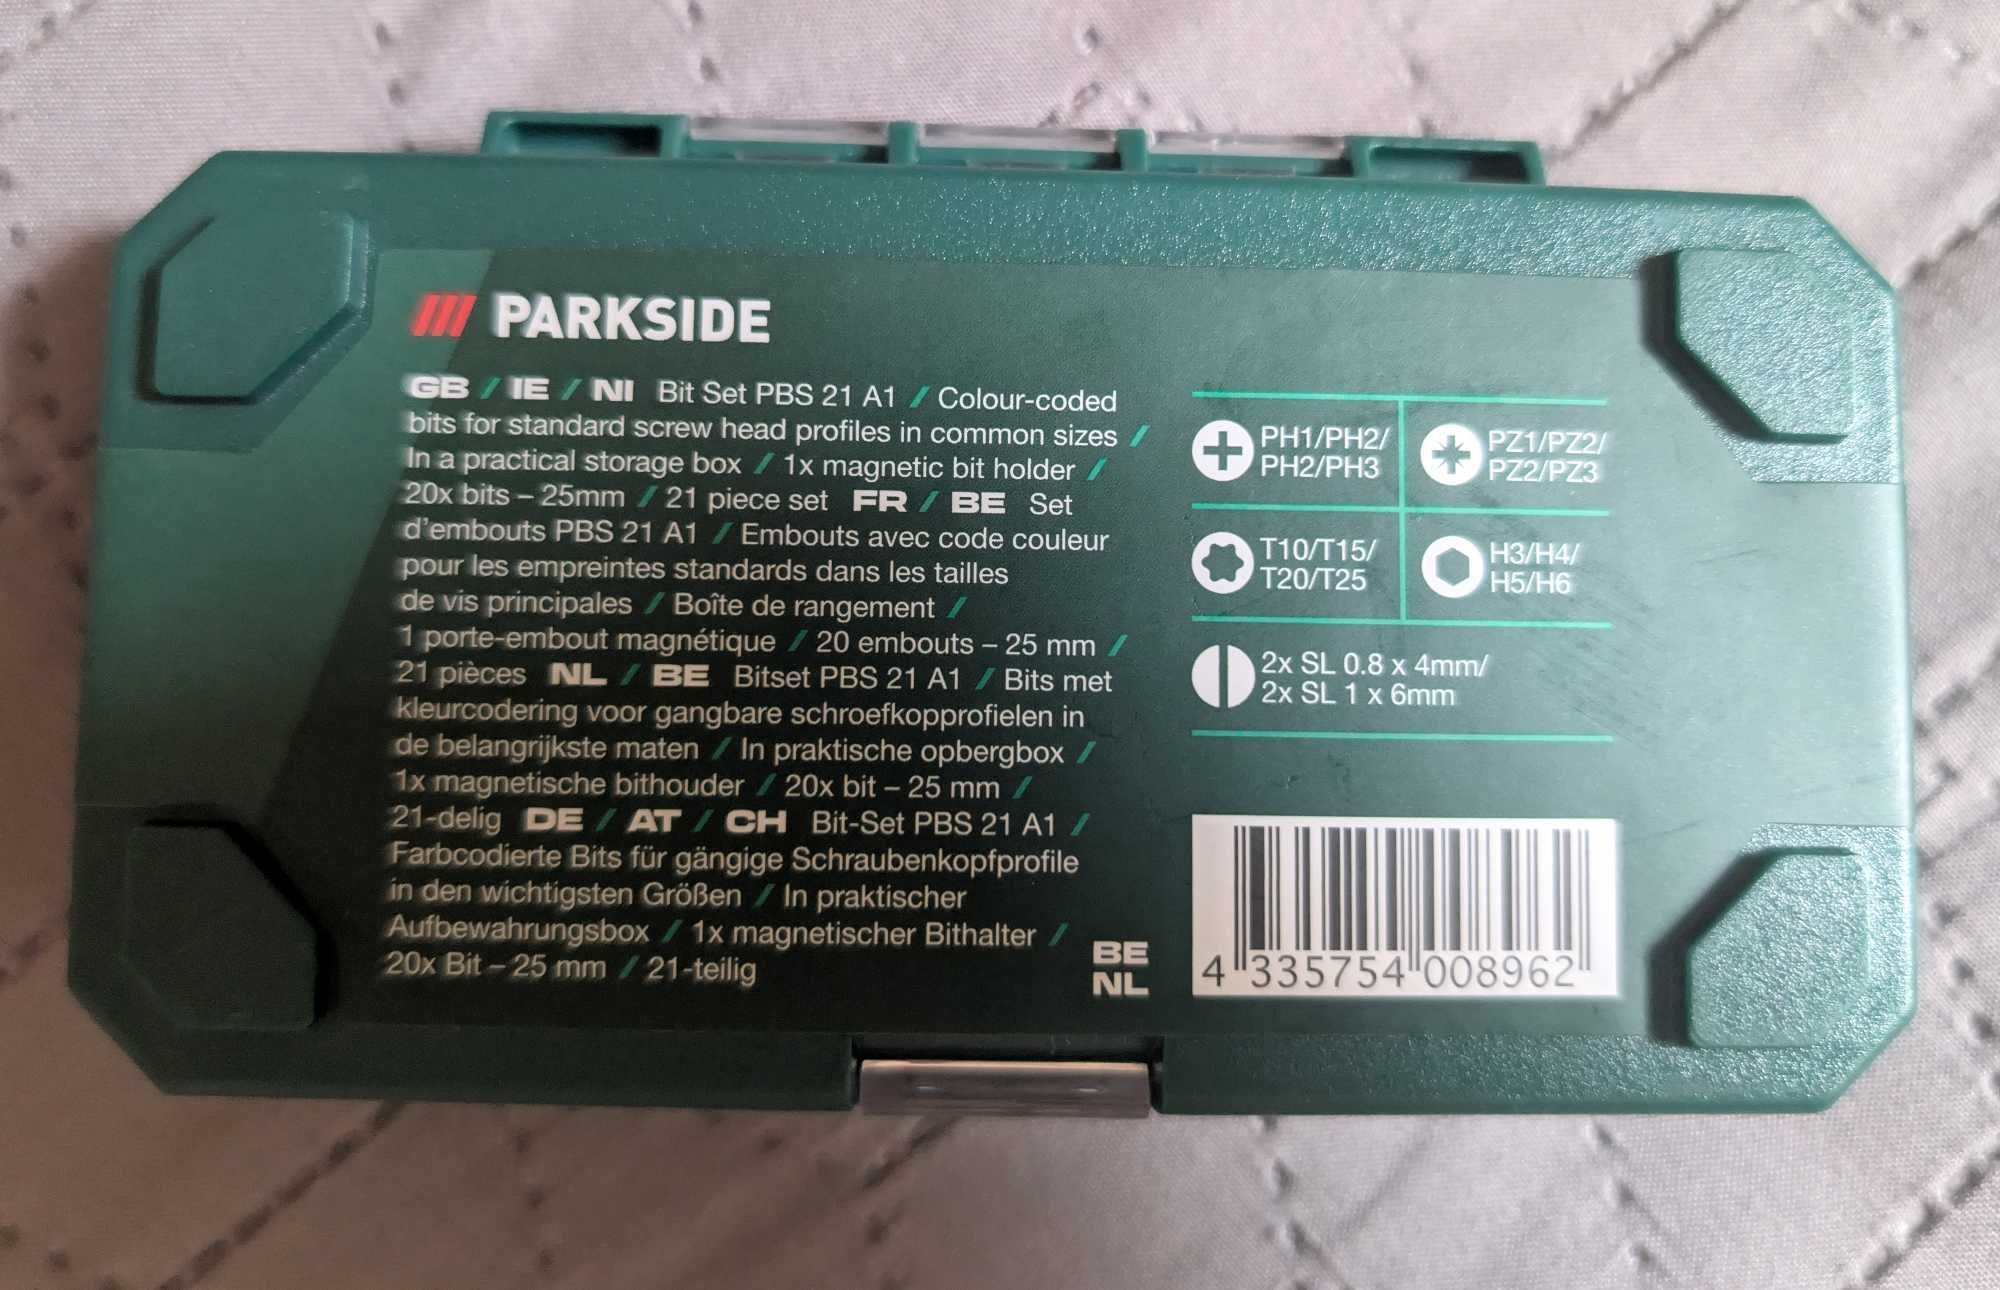 PARKSIDE
GB / IE / NI Bit Set PBS 21 A1 / Colour-coded
bits for standard screw head profiles in common sizes /
In a practical storage box / 1x magnetic bit holder /
20x bits – 25mm / 21 piece set FR / BE Set
d'embouts PBS 21 A1 / Embouts avec code couleur
pour les empreintes standards dans les tailles
de vis principales / Boîte de rangement /
1 porte-embout magnétique / 20 embouts – 25 mm /
21 pièces NL / BE Bitset PBS 21 A1 / Bits met
kleurcodering voor gangbare schroefkopprofielen in
de belangrijkste maten / In praktische opbergbox /
1x magnetische bithouder / 20x bit – 25 mm /
21-delig DE / AT / CH Bit-Set PBS 21 A1 /
Farbcodierte Bits für gängige Schraubenkopfprofile
in den wichtigsten Größen / In praktischer
Aufbewahrungsbox / 1x magnetischer Bithalter /
20x Bit – 25 mm / 21-teilig
BE
NL
PH1/PH2/
PH2/PH3
PZ1/PZ2/
PZ2/PZ3
T10/T15/
T20/T25
H3/H4/
H5/H6
2x SL 0.8 x 4mm/
2x SL 1 x 6mm
4 335754 008962